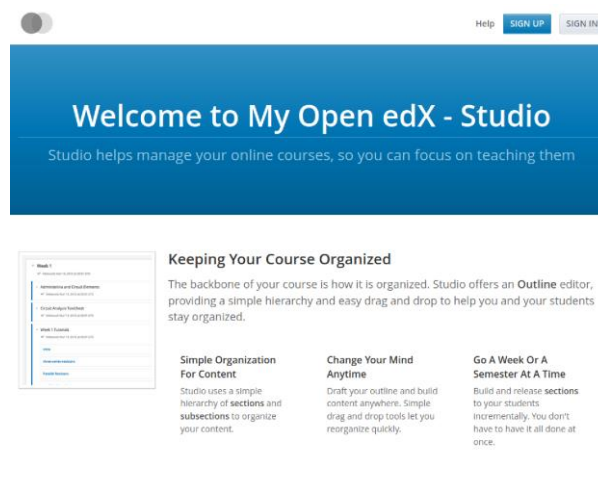 Help SIGN UP SIGN IN
Welcome to My Open edX - Studio
Studio helps manage your online courses, so you can focus on teaching them
Week 1
Keeping Your Course Organized
The backbone of your course is how it is organized. Studio offers an Outline editor,
providing a simple hierarchy and easy drag and drop to help you and your students
stay organized.
Simple Organization
For Content
Studio uses a simple
hierarchy of sections and
subsections to organize
your content.
Change Your Mind
Anytime
Draft your outline and build
content anywhere. Simple
drag and drop tools let you
reorganize quickly.
Go A Week Or A
Semester At A Time
Build and release sections
to your students
incrementally. You don't
have to have it all done at
once.